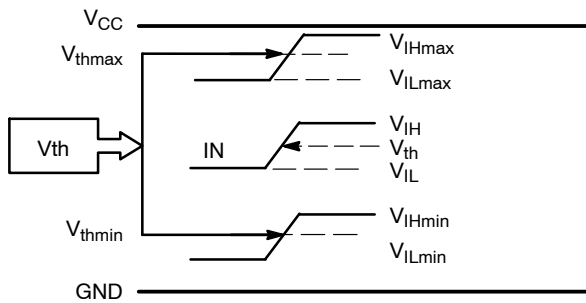 VCC
Vthmax
VIHmax
VILmax
Vth
IN
VIH
Vth
VIL
Vthmin
VIHmin
VILmin
GND